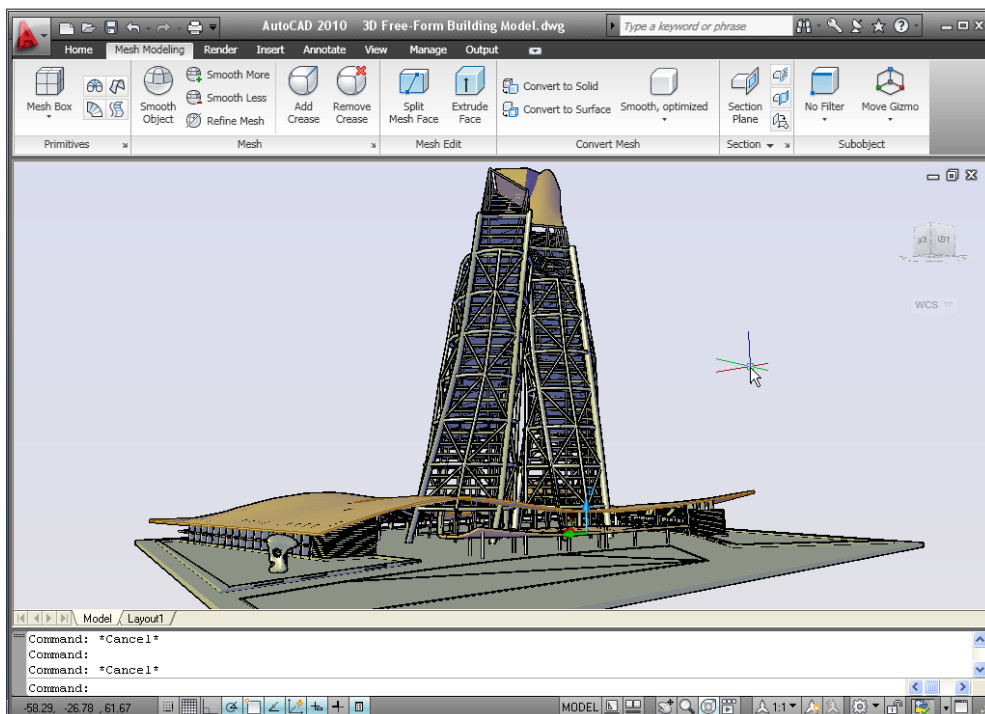 AutoCAD 2010 3D Free-Form Building Model.dwg
Type a keyword or phrase
Home Mesh Modeling Render Insert Annotate View Manage Output
Mesh Box
Smooth Object
Smooth More
Smooth Less
Refine Mesh
Add Crease
Remove Crease
Split Mesh Face
Extrude Face
Convert to Solid
Convert to Surface
Smooth, optimized
Section Plane
No Filter
Move Gizmo
Primitives
Mesh
Mesh Edit
Convert Mesh
Section
Subobject
LEFT
WCS
Model Layout1
Command: *Cancel*
Command:
Command: *Cancel*
Command:
-58.29, -26.78 , 61.67
MODEL
1:1